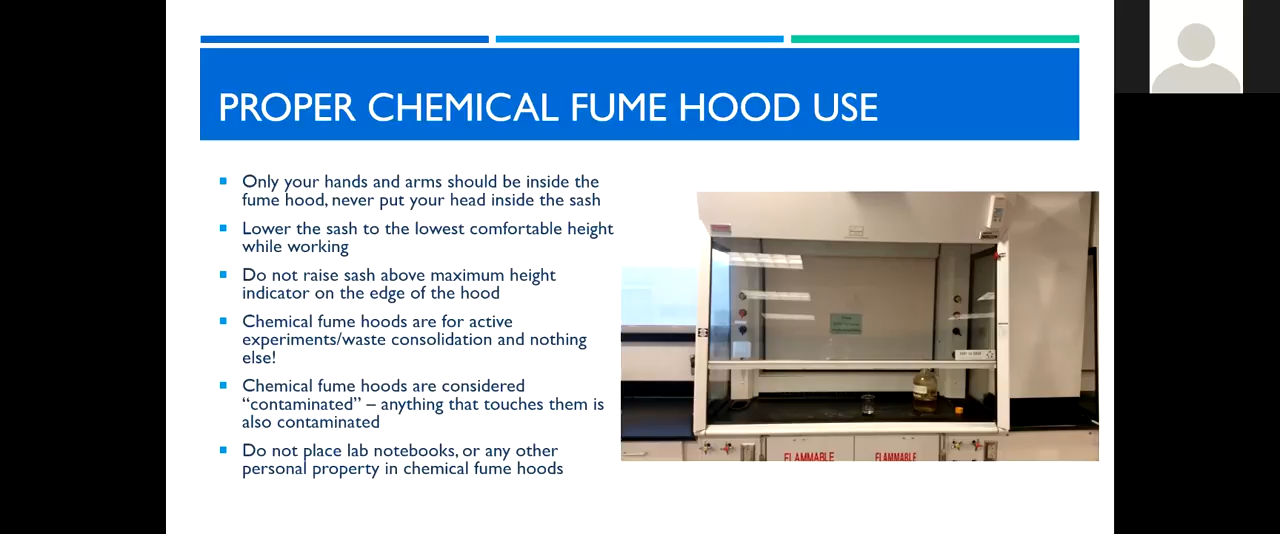 PROPER CHEMICAL FUME HOOD USE
Only your hands and arms should be inside the
fume hood, never put your head inside the sash
Lower the sash to the lowest comfortable height
while working
Do not raise sash above maximum height
indicator on the edge of the hood
Chemical fume hoods are for active
experiments/waste consolidation and nothing
else!
Chemical fume hoods are considered
“contaminated” – anything that touches them is
also contaminated
Do not place lab notebooks, or any other
personal property in chemical fume hoods
FLAMMABLE
FLAMMABLE